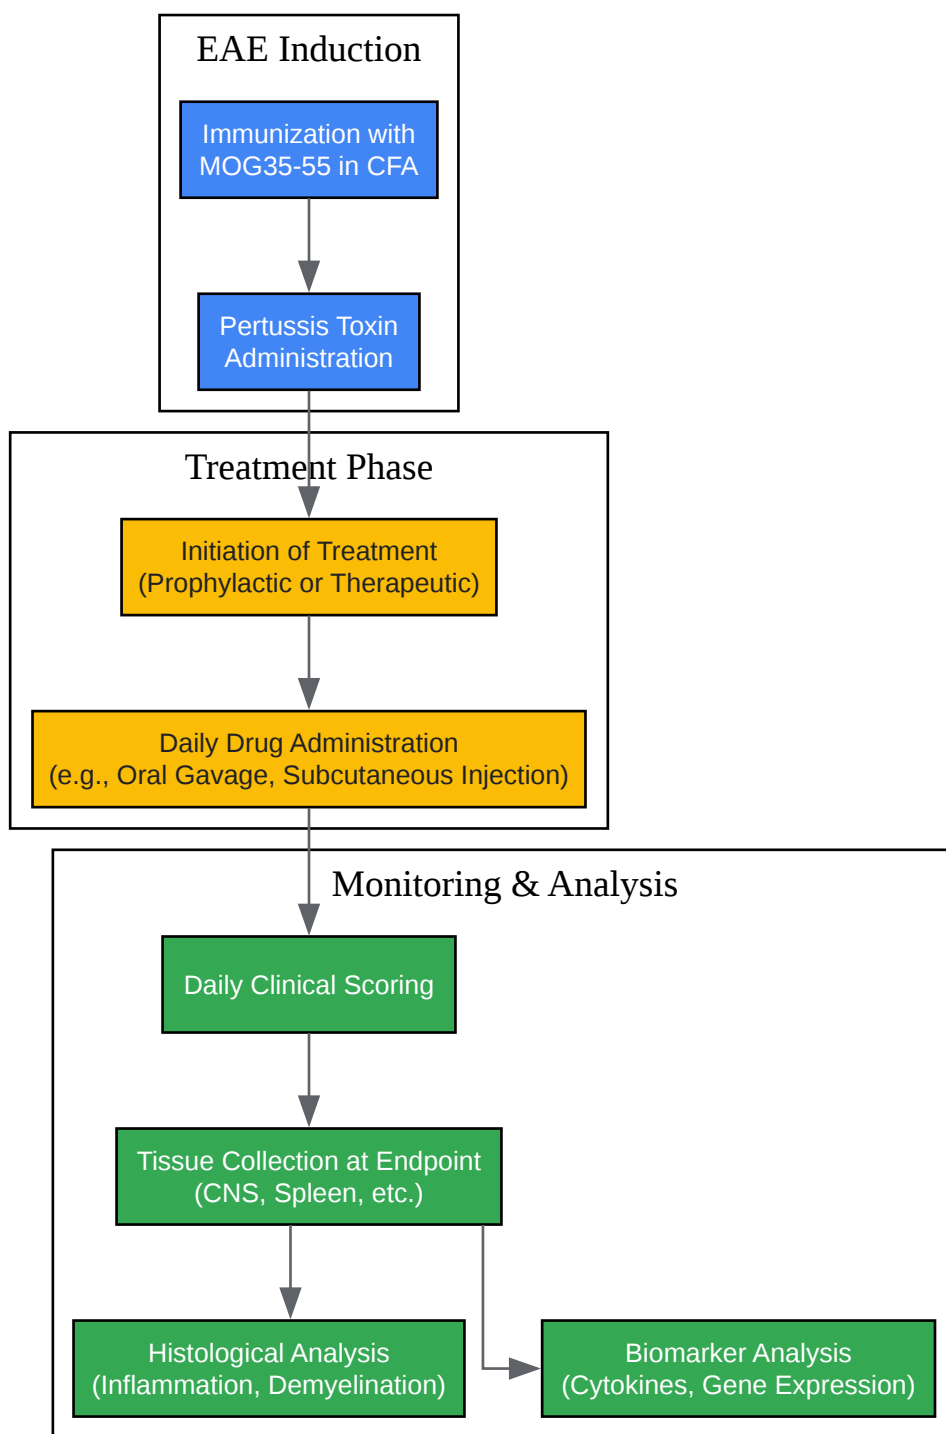 EAE Induction
Immunization with
MOG35-55 in CFA
Pertussis Toxin
Administration
Treatment Phase
Initiation of Treatment
(Prophylactic or Therapeutic)
Daily Drug Administration
(e.g., Oral Gavage, Subcutaneous Injection)
Monitoring & Analysis
Daily Clinical Scoring
Tissue Collection at Endpoint
(CNS, Spleen, etc.)
Histological Analysis
(Inflammation, Demyelination)
Biomarker Analysis
(Cytokines, Gene Expression)